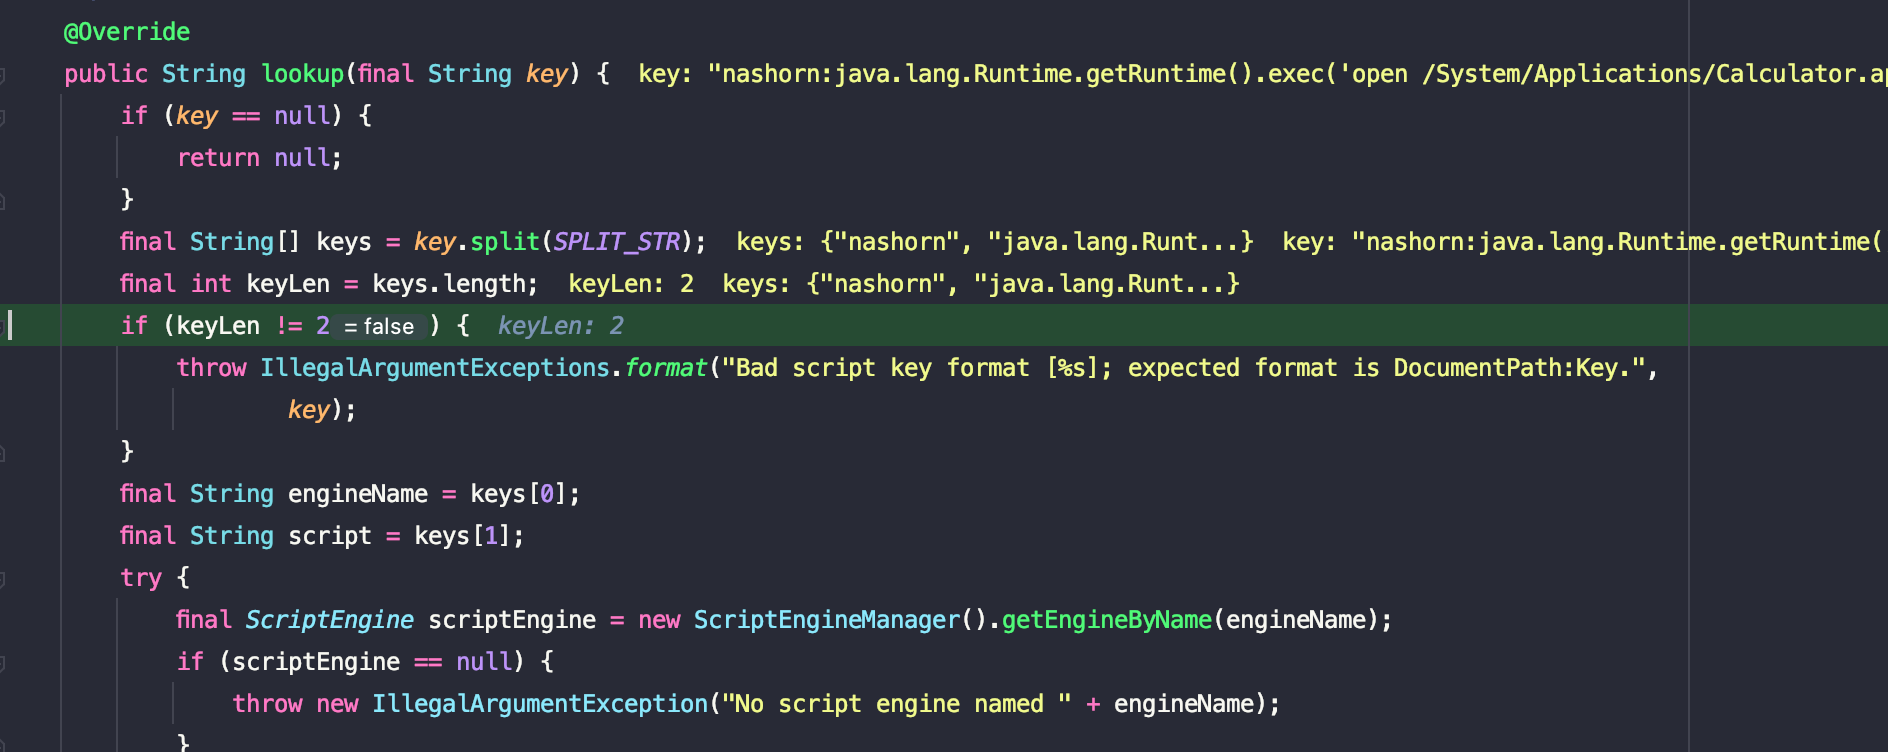 @Override
public String lookup(final String key) {  key: "nashorn:java.lang.Runtime.getRuntime().exec('open /System/Applications/Calculator.ap
if (key == null) {
return null;
}
final String[] keys = key.split(SPLIT_STR);  keys: {"nashorn", "java.lang.Runt...}  key: "nashorn:java.lang.Runtime.getRuntime(
final int keyLen = keys.length;  keyLen: 2  keys: {"nashorn", "java.lang.Runt...}
if (keyLen != 2 = false ) {  keyLen: 2
throw IllegalArgumentExceptions.format("Bad script key format [%s]; expected format is DocumentPath:Key.",
key);
}
final String engineName = keys[0];
final String script = keys[1];
try {
final ScriptEngine scriptEngine = new ScriptEngineManager().getEngineByName(engineName);
if (scriptEngine == null) {
throw new IllegalArgumentException("No script engine named " + engineName);
}